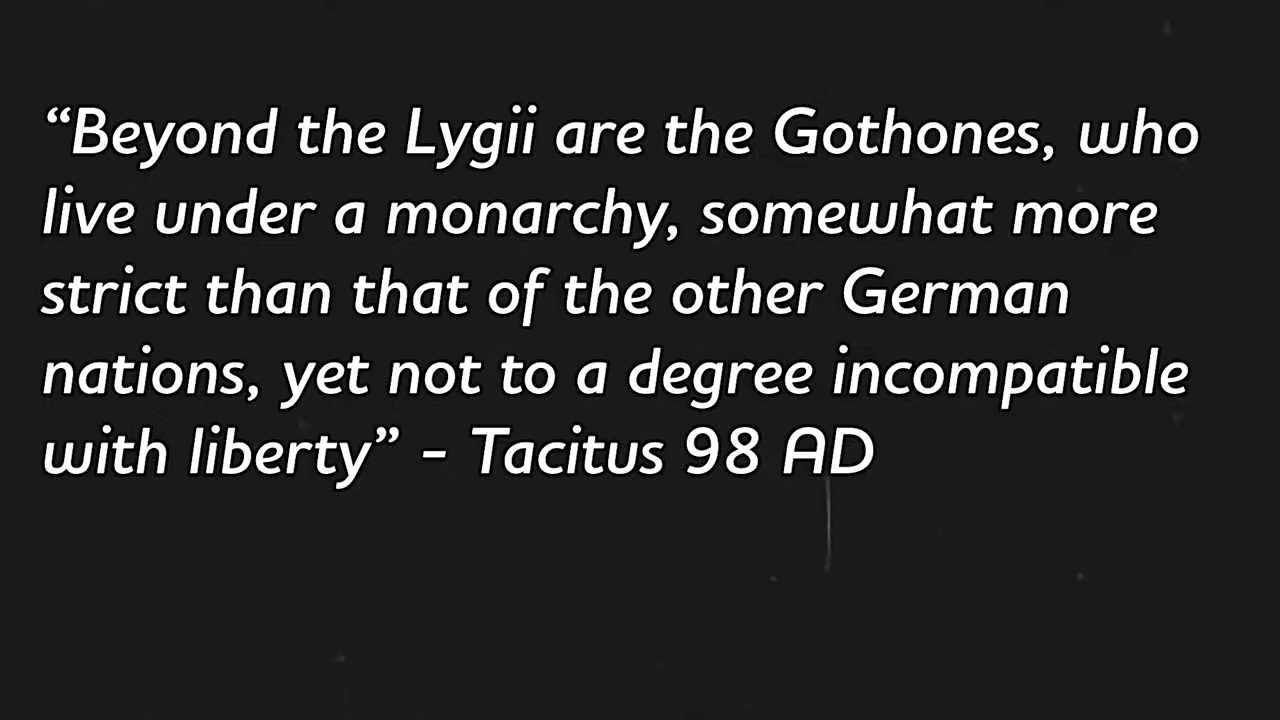 “Beyond the Lygii are the Gothones, who
live under a monarchy, somewhat more
strict than that of the other German
nations, yet not to a degree incompatible
with liberty” - Tacitus 98 AD